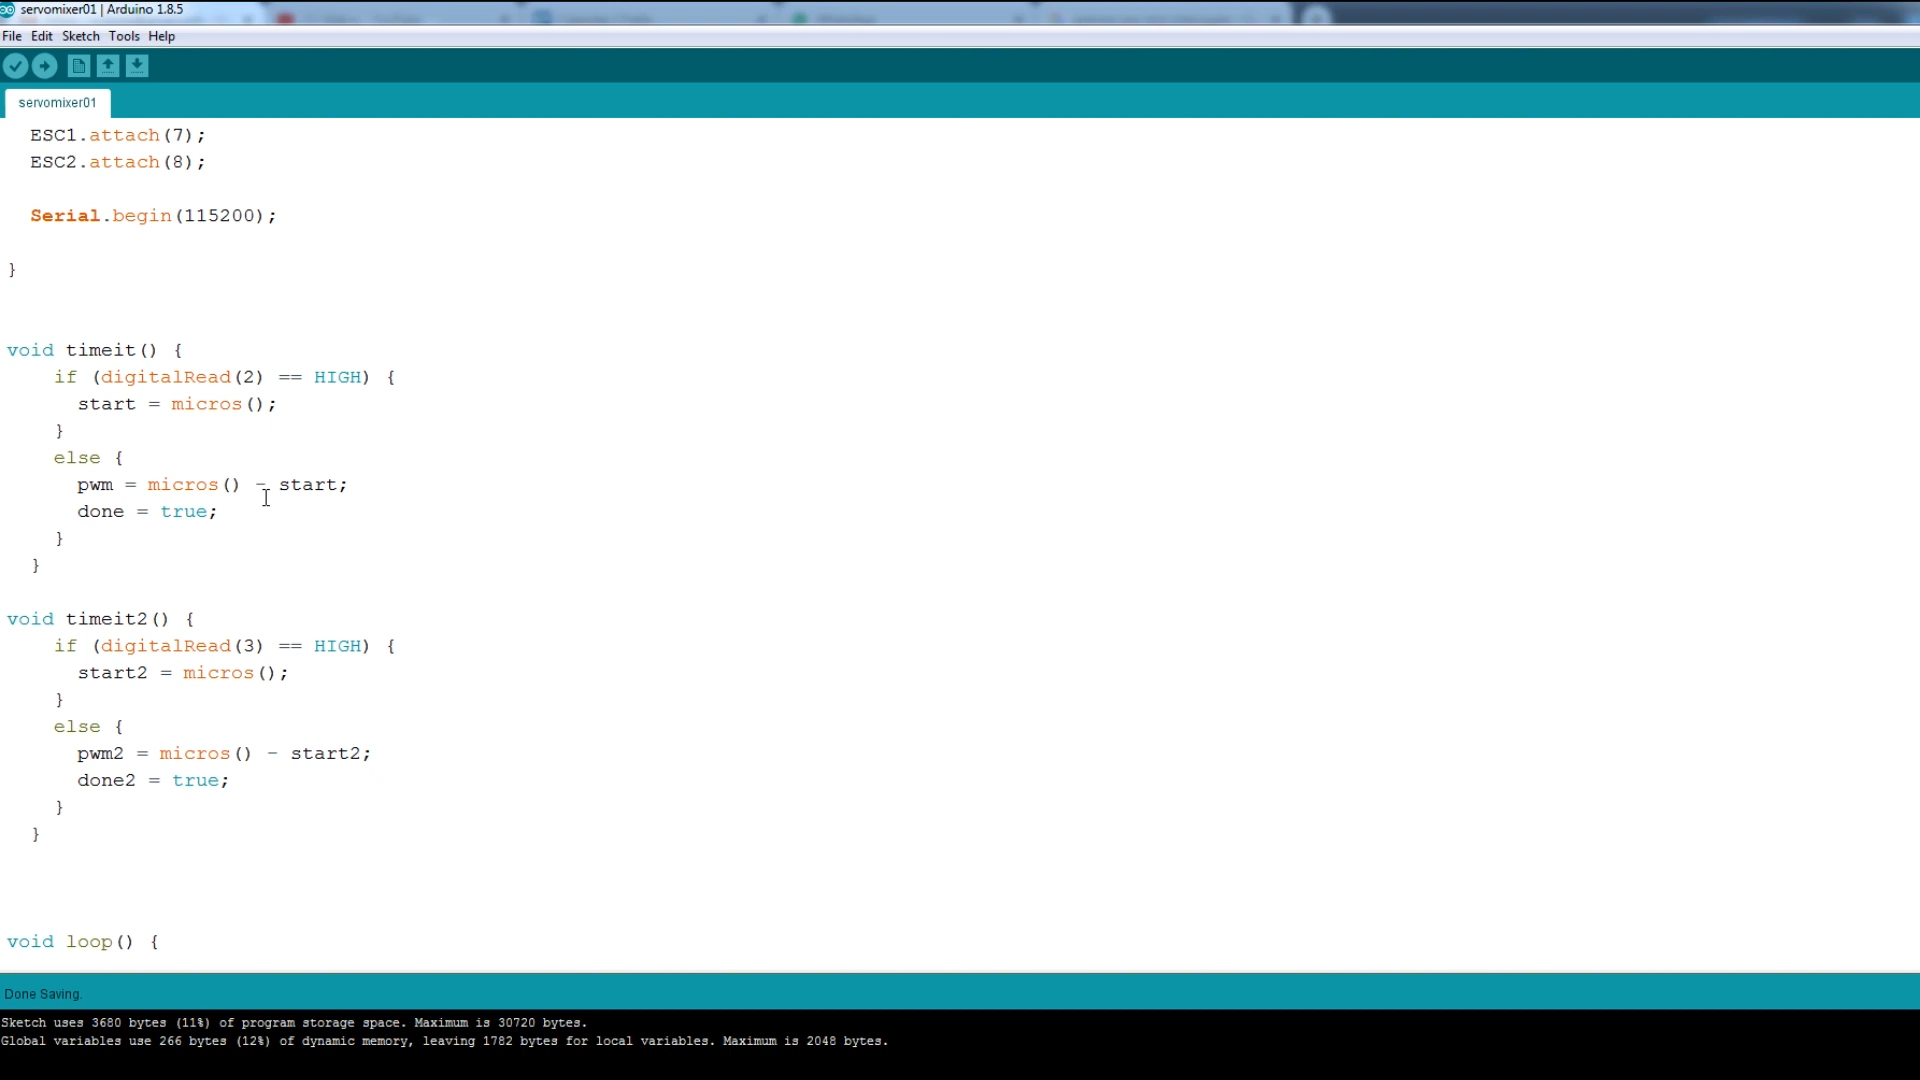 servomixer01 | Arduino 1.8.5
File Edit Sketch Tools Help
servomixer01
ESC1.attach(7);
ESC2.attach(8);
Serial.begin(115200);
}
void timeit() {
if (digitalRead(2) == HIGH) {
start = micros();
}
else {
pwm = micros() - start;
done = true;
}
}
void timeit2() {
if (digitalRead(3) == HIGH) {
start2 = micros();
}
else {
pwm2 = micros() - start2;
done2 = true;
}
}
void loop() {
Done Saving.
Sketch uses 3680 bytes (11%) of program storage space. Maximum is 30720 bytes.
Global variables use 266 bytes (12%) of dynamic memory, leaving 1782 bytes for local variables. Maximum is 2048 bytes.